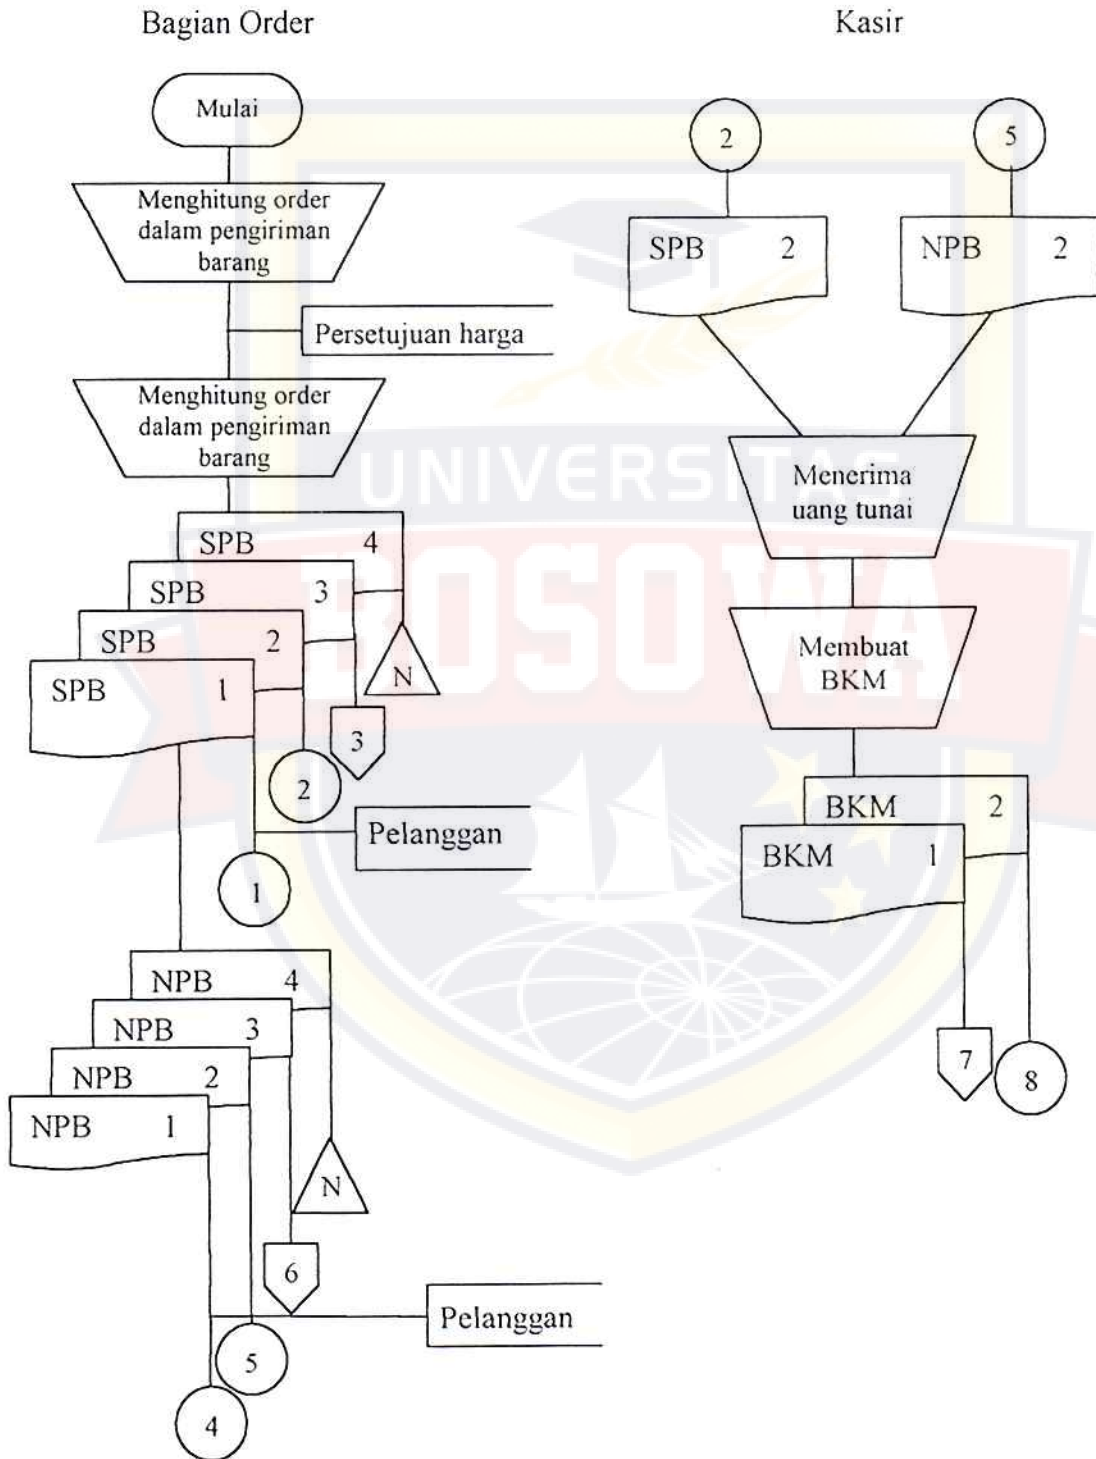 Bagian Order
Mulai
Menghitung order
dalam pengiriman
barang
Persetujuan harga
Menghitung order
dalam pengiriman
barang
SPB 4
SPB 3
SPB 2
SPB 1
N
3
2
Pelanggan
1
NPB 4
NPB 3
NPB 2
NPB 1
N
6
Pelanggan
5
4
Kasir
2
5
SPB 2
NPB 2
Menerima
uang tunai
Membuat
BKM
BKM 2
BKM 1
7
8
UNIVERSITAS
BOSOWA